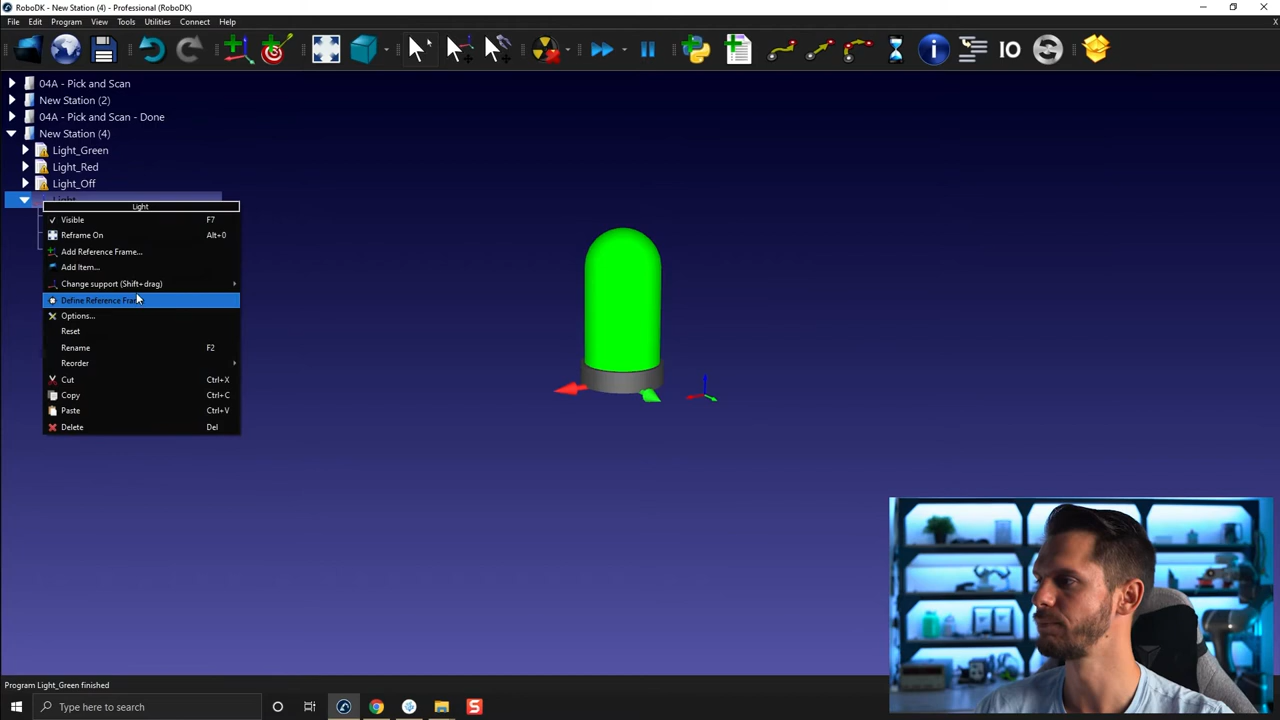 RoboDK - New Station (4) - Professional (RoboDK)
File Edit Program View Tools Utilities Connect Help
IO
04A - Pick and Scan
New Station (2)
04A - Pick and Scan - Done
New Station (4)
Light_Green
Light_Red
Light_Off
Light
Visible F7
Reframe On Alt+0
Add Reference Frame...
Add Item...
Change support (Shift+drag)
Define Reference Frame
Options...
Reset
Rename F2
Reorder
Cut Ctrl+X
Copy Ctrl+C
Paste Ctrl+V
Delete Del
Program Light_Green finished
Type here to search
S